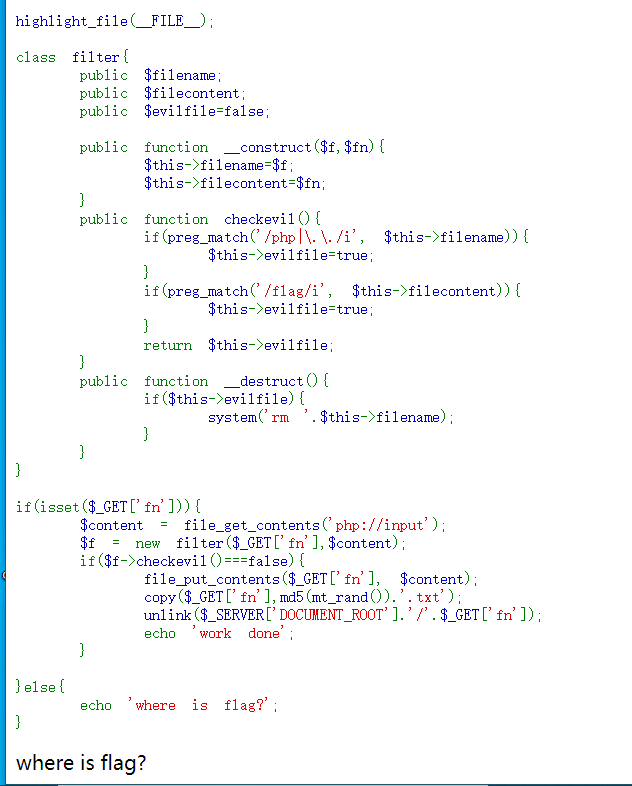 highlight_file(__FILE__);
class filter{
public $filename;
public $filecontent;
public $evilfile=false;
public function __construct($f,$fn){
$this->filename=$f;
$this->filecontent=$fn;
}
public function checkevil(){
if(preg_match('/php|\.\./i', $this->filename)){
$this->evilfile=true;
}
if(preg_match('/flag/i', $this->filecontent)){
$this->evilfile=true;
}
return $this->evilfile;
}
public function __destruct(){
if($this->evilfile){
system('rm '.$this->filename);
}
}
}
if(isset($_GET['fn'])){
$content = file_get_contents('php://input');
$f = new filter($_GET['fn'],$content);
if($f->checkevil()===false){
file_put_contents($_GET['fn'], $content);
copy($_GET['fn'],md5(mt_rand()).'.txt');
unlink($_SERVER['DOCUMENT_ROOT'].'/'.$_GET['fn']);
echo 'work done';
}
}else{
echo 'where is flag?';
}
where is flag?